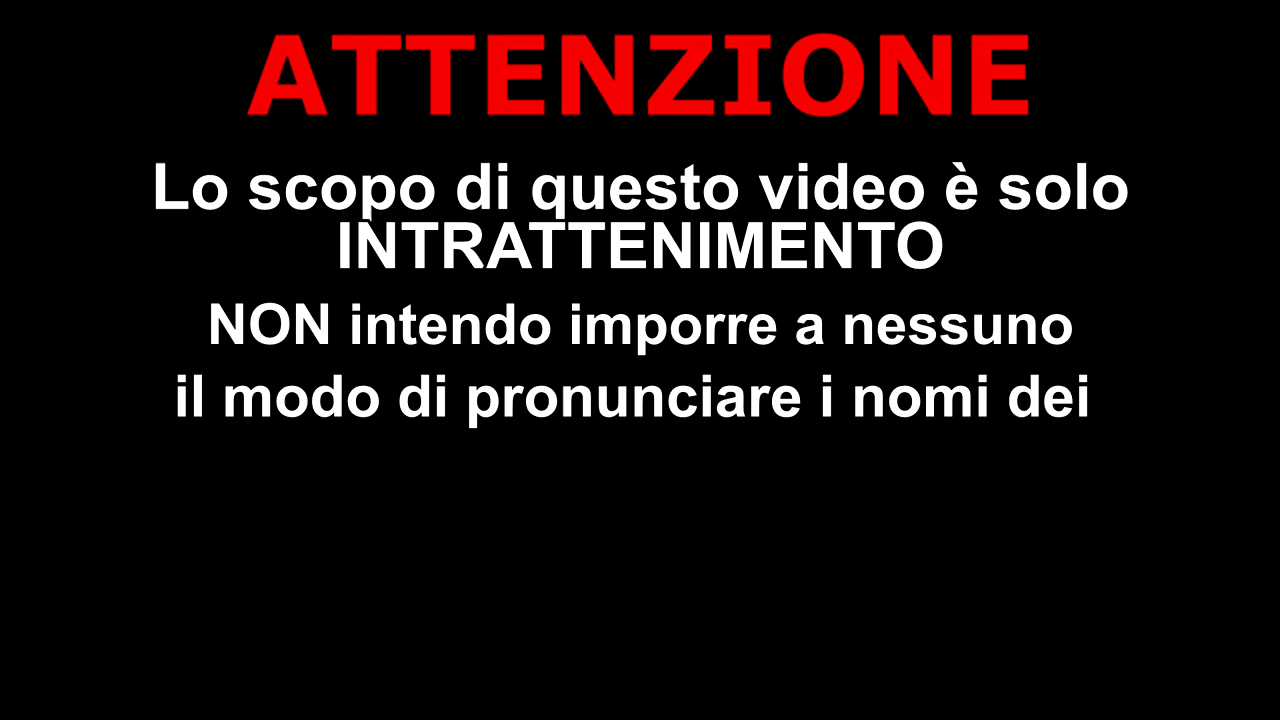 ATTENZIONE
Lo scopo di questo video è solo
INTRATTENIMENTO
NON intendo imporre a nessuno
il modo di pronunciare i nomi dei